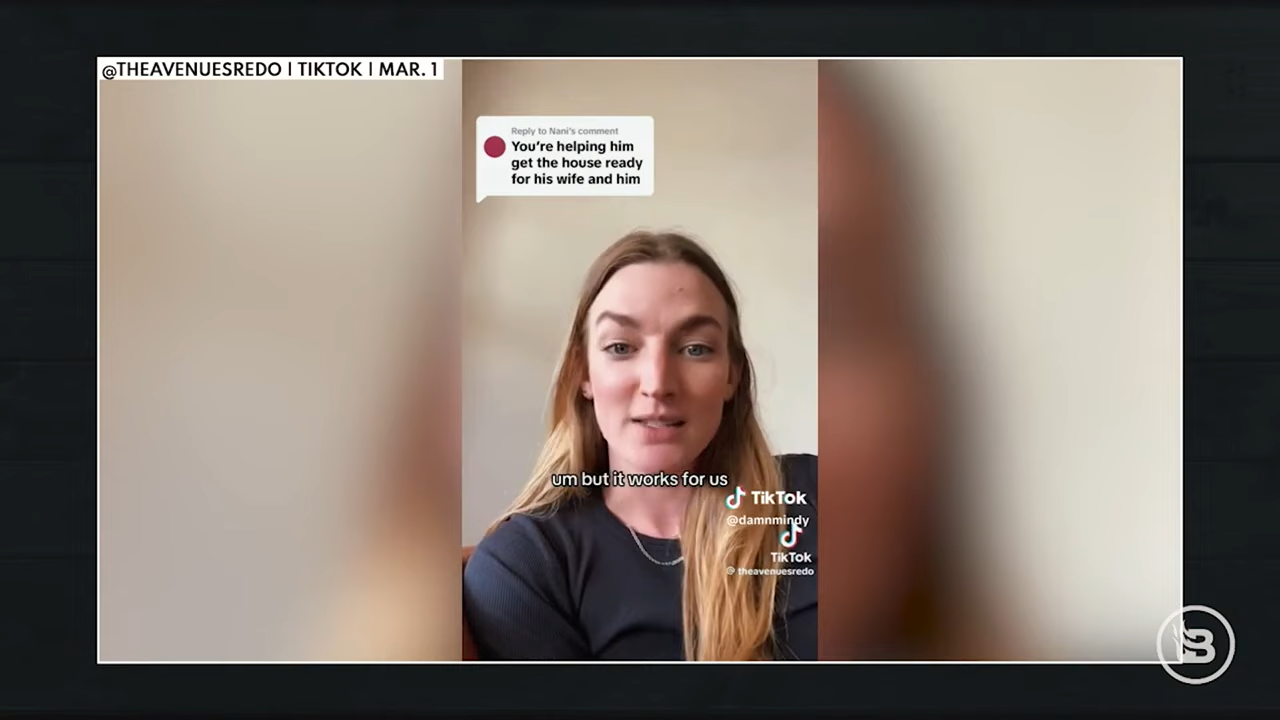 @THEAVENUESREDO | TIKTOK | MAR. 1
Reply to Nani's comment
You're helping him
get the house ready
for his wife and him
um but it works for us
TikTok
@damnmindy
TikTok
@ theavenuesredo
B